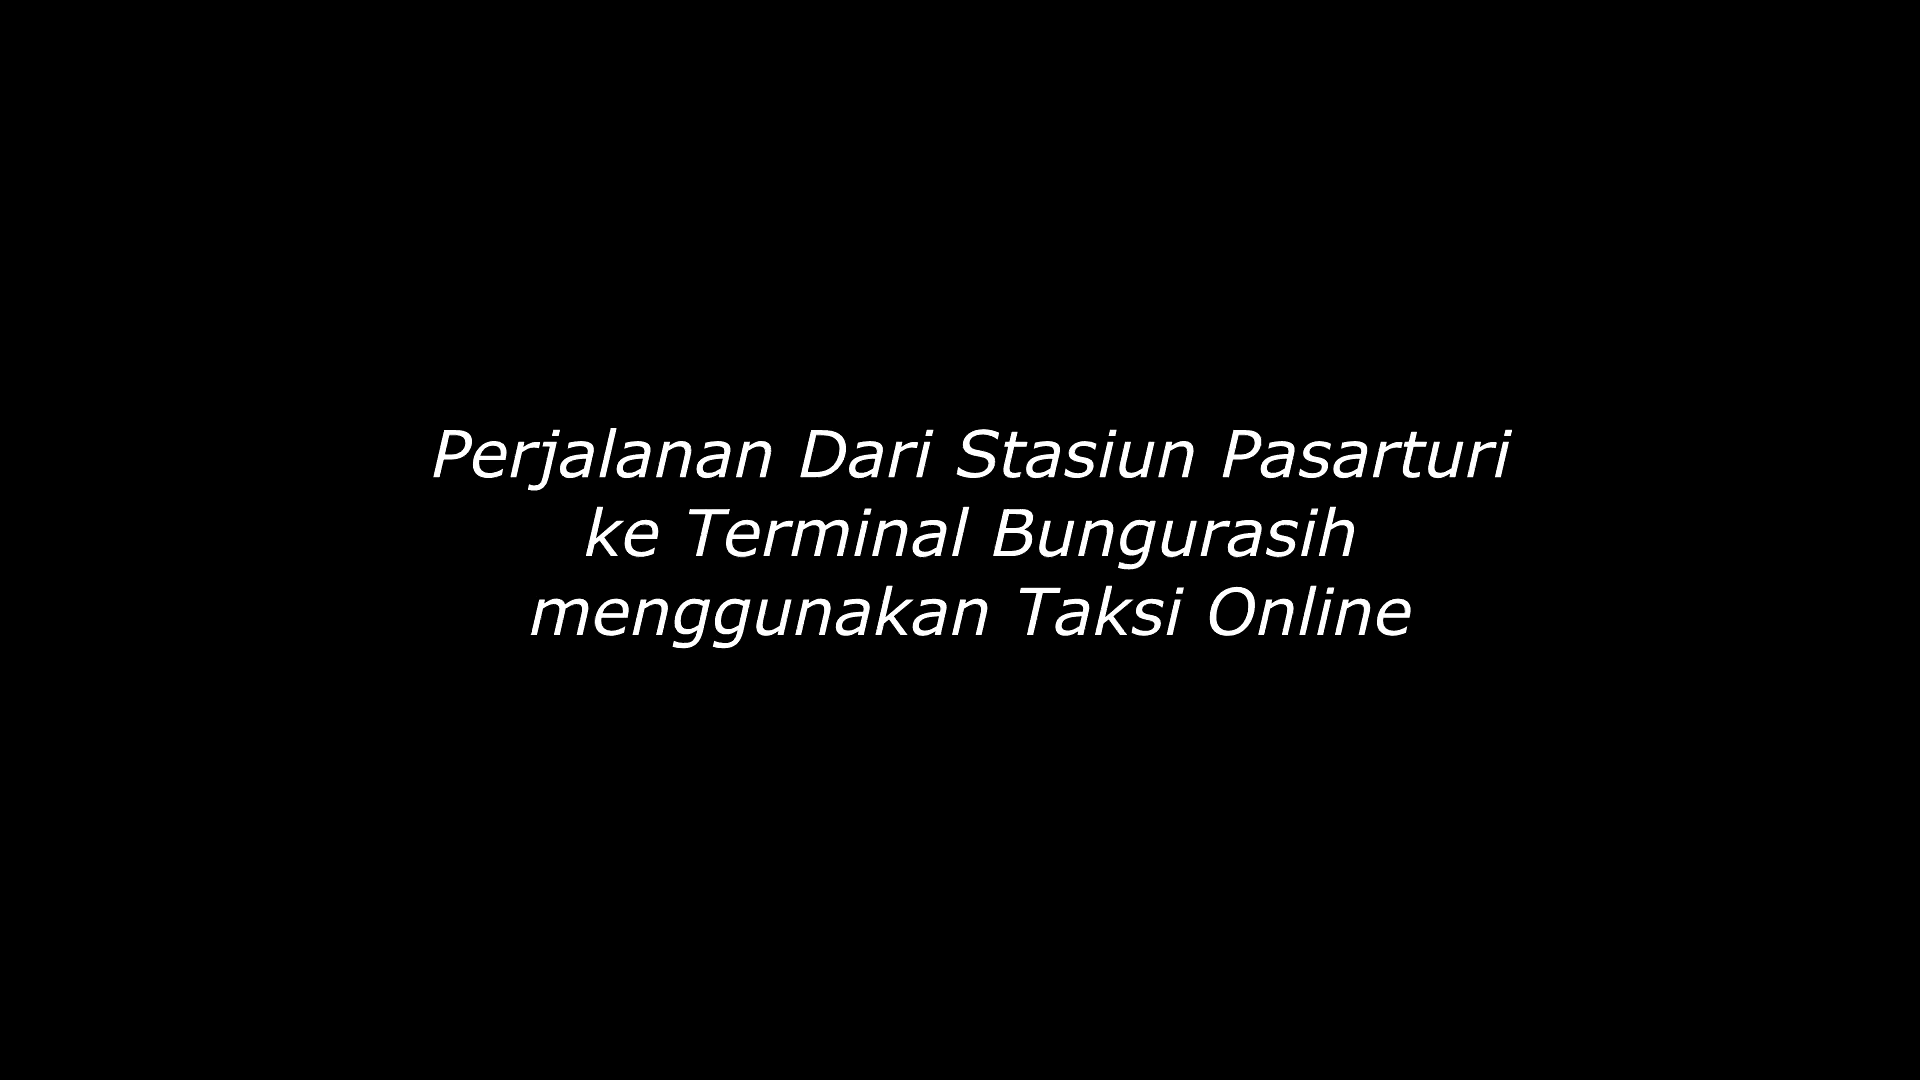 Perjalanan Dari Stasiun Pasarturi
ke Terminal Bungurasih
menggunakan Taksi Online